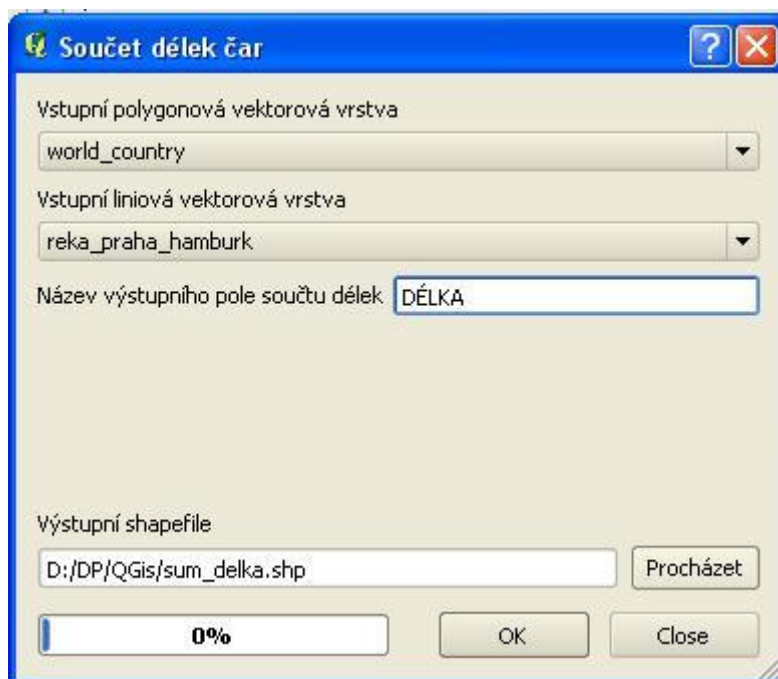 Součet délek čar
Vstupní polygonová vektorová vrstva
world_country
Vstupní liniová vektorová vrstva
reka_praha_hamburk
Název výstupního pole součtu délek DÉLKA
Výstupní shapefile
D:/DP/QGis/sum_delka.shp Procházet
0% OK Close